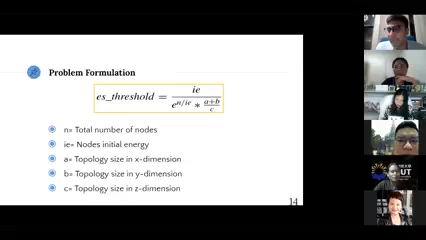 Problem Formulation
es_threshold = ie / e^{n/ie} * a+b / c
n= Total number of nodes
ie= Nodes initial energy
a= Topology size in x-dimension
b= Topology size in y-dimension
c= Topology size in z-dimension
14
UT